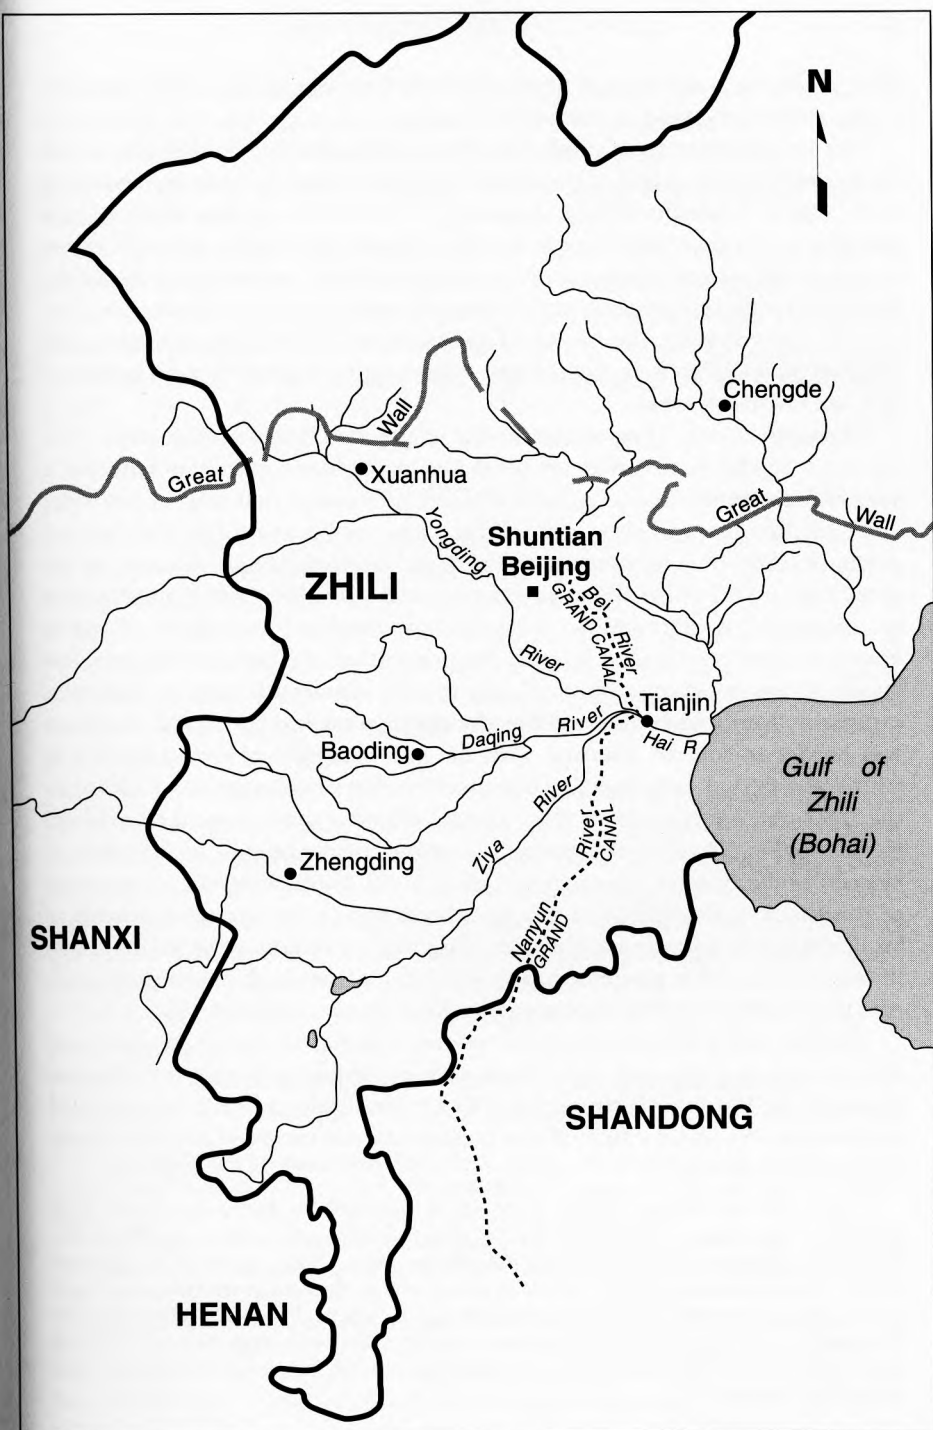 N
Chengde
Wall
Great
Xuanhua
Great
Wall
Yongding
Shuntian
Beijing
ZHILI
Bei
GRAND CANAL
River
River
Tianjin
Daqing River
Hai R
Baoding
Gulf of
Zhili
(Bohai)
River
River
CANAL
Ziya
Zhengding
Nanyun
GRAND
SHANXI
SHANDONG
HENAN